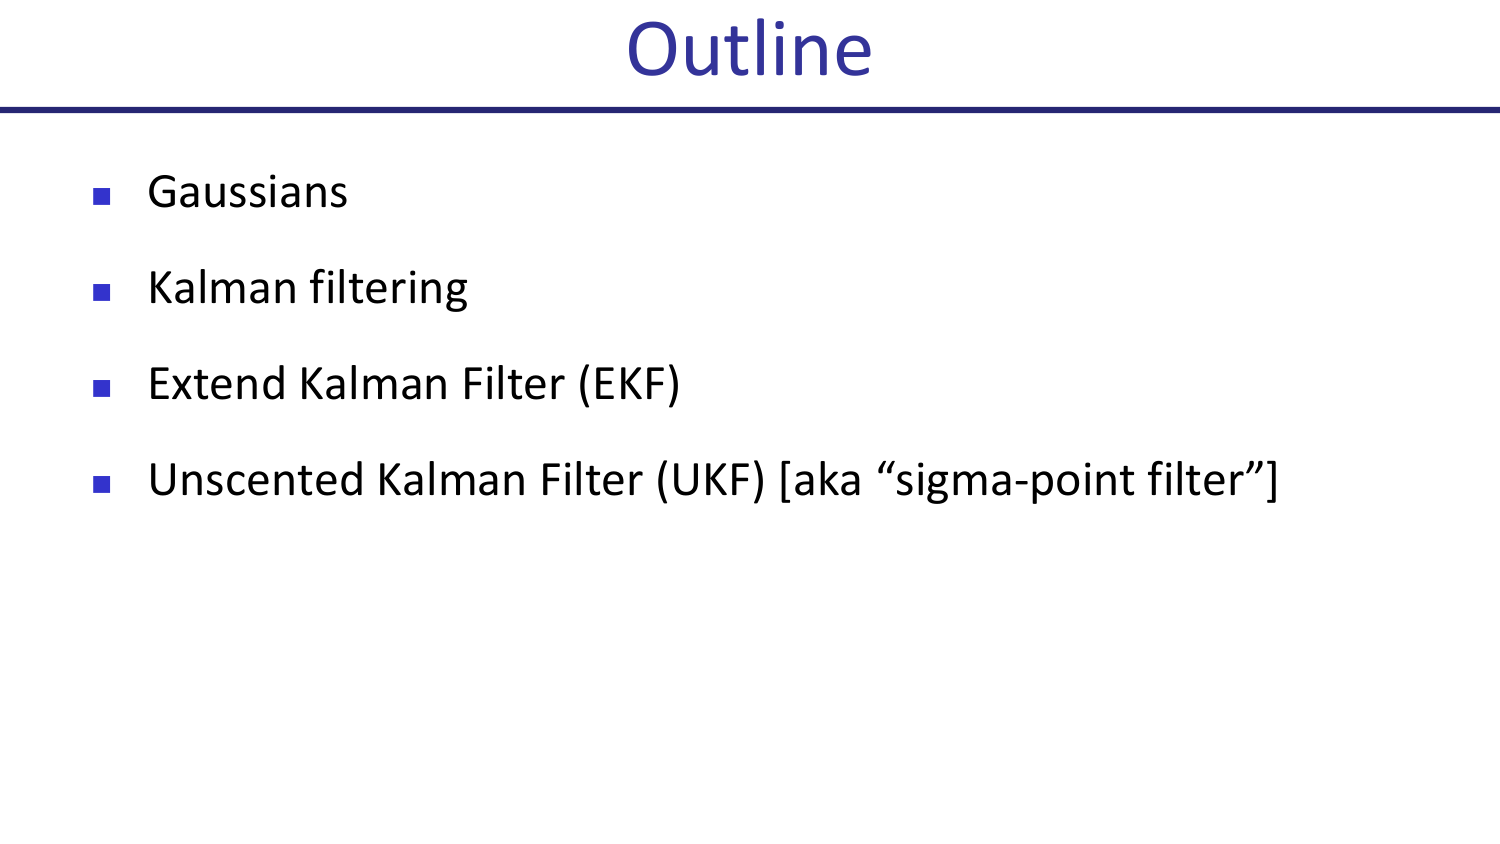 Outline
Gaussians
Kalman filtering
Extend Kalman Filter (EKF)
Unscented Kalman Filter (UKF) [aka “sigma-point filter”]